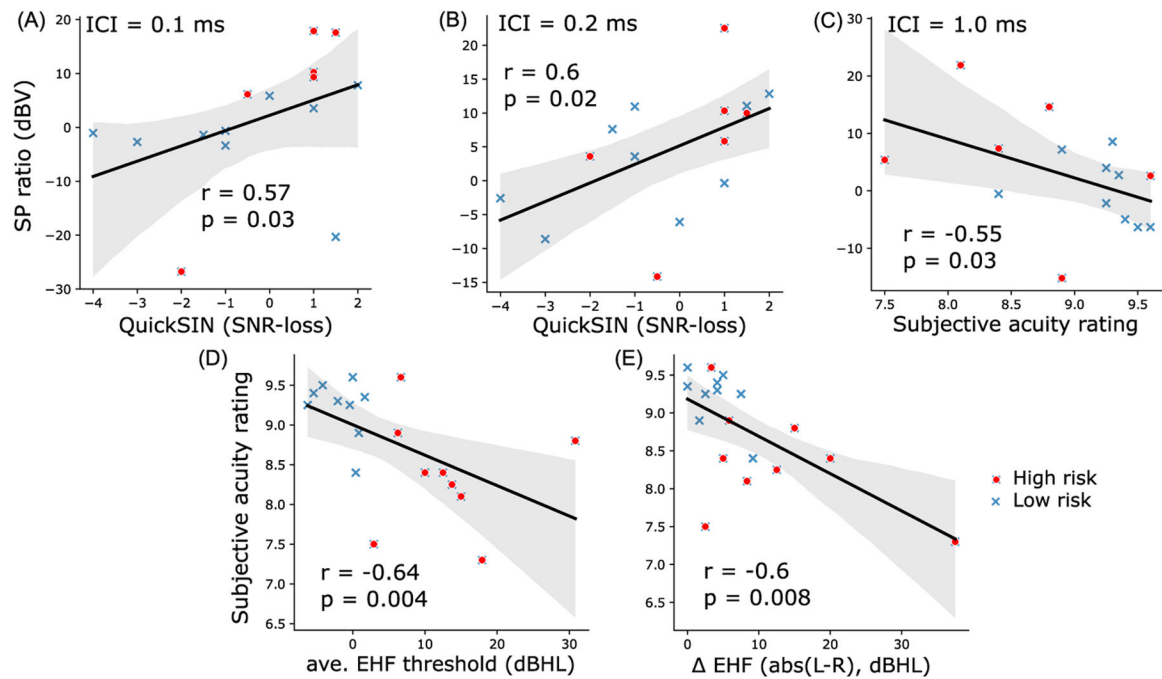 (A)
ICI = 0.1 ms
20
10
0
−10
−20
−30
SP ratio (dBV)
r = 0.57
p = 0.03
−4 −3 −2 −1 0 1 2
QuickSIN (SNR-loss)
(B)
ICI = 0.2 ms
20
15
10
5
0
−5
−10
−15
r = 0.6
p = 0.02
−4 −3 −2 −1 0 1 2
QuickSIN (SNR-loss)
(C)
ICI = 1.0 ms
30
20
10
0
−10
r = -0.55
p = 0.03
7.5 8.0 8.5 9.0 9.5
Subjective acuity rating
(D)
9.5
9.0
8.5
8.0
7.5
7.0
6.5
Subjective acuity rating
r = -0.64
p = 0.004
0 10 20 30
ave. EHF threshold (dBHL)
(E)
9.5
9.0
8.5
8.0
7.5
7.0
6.5
r = -0.6
p = 0.008
0 10 20 30
Δ EHF (abs(L-R), dBHL)
High risk
Low risk